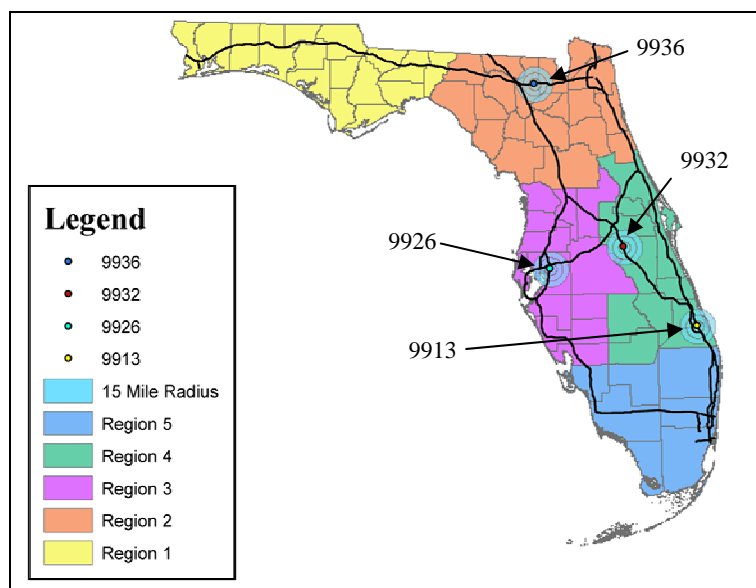 9936
9932
9926
9913
Legend
9936
9932
9926
9913
15 Mile Radius
Region 5
Region 4
Region 3
Region 2
Region 1